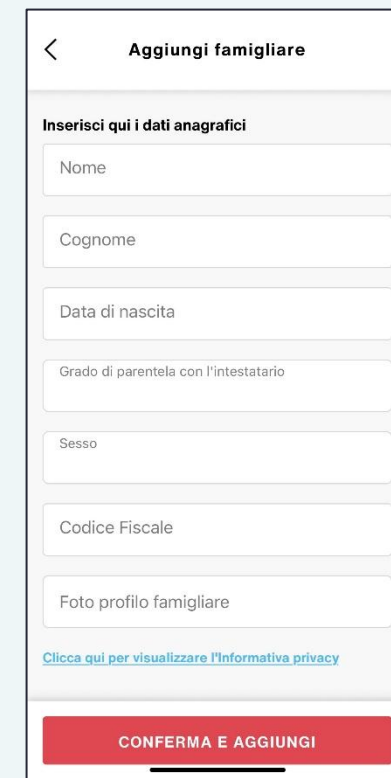 Aggiungi famigliare
Inserisci qui i dati anagrafici
Nome
Cognome
Data di nascita
Grado di parentela con l'intestatario
Sesso
Codice Fiscale
Foto profilo famigliare
Clicca qui per visualizzare l'Informativa privacy
CONFERMA E AGGIUNGI